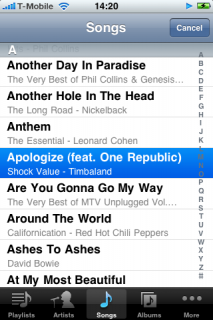 T-Mobile 14:20
Songs Cancel
A
Another Day In Paradise
The Very Best of Phil Collins & Genesis...
Another Hole In The Head
The Long Road - Nickelback
Anthem
The Essential - Leonard Cohen
Apologize (feat. One Republic)
Shock Value - Timbaland
Are You Gonna Go My Way
The Very Best of MTV Unplugged Vol....
Around The World
Californication - Red Hot Chili Peppers
Ashes To Ashes
David Bowie
At My Most Beautiful
A
B
C
D
E
F
G
H
I
J
K
L
M
N
O
P
Q
R
S
T
U
V
W
X
Y
Z
#
Playlists Artists Songs Albums More